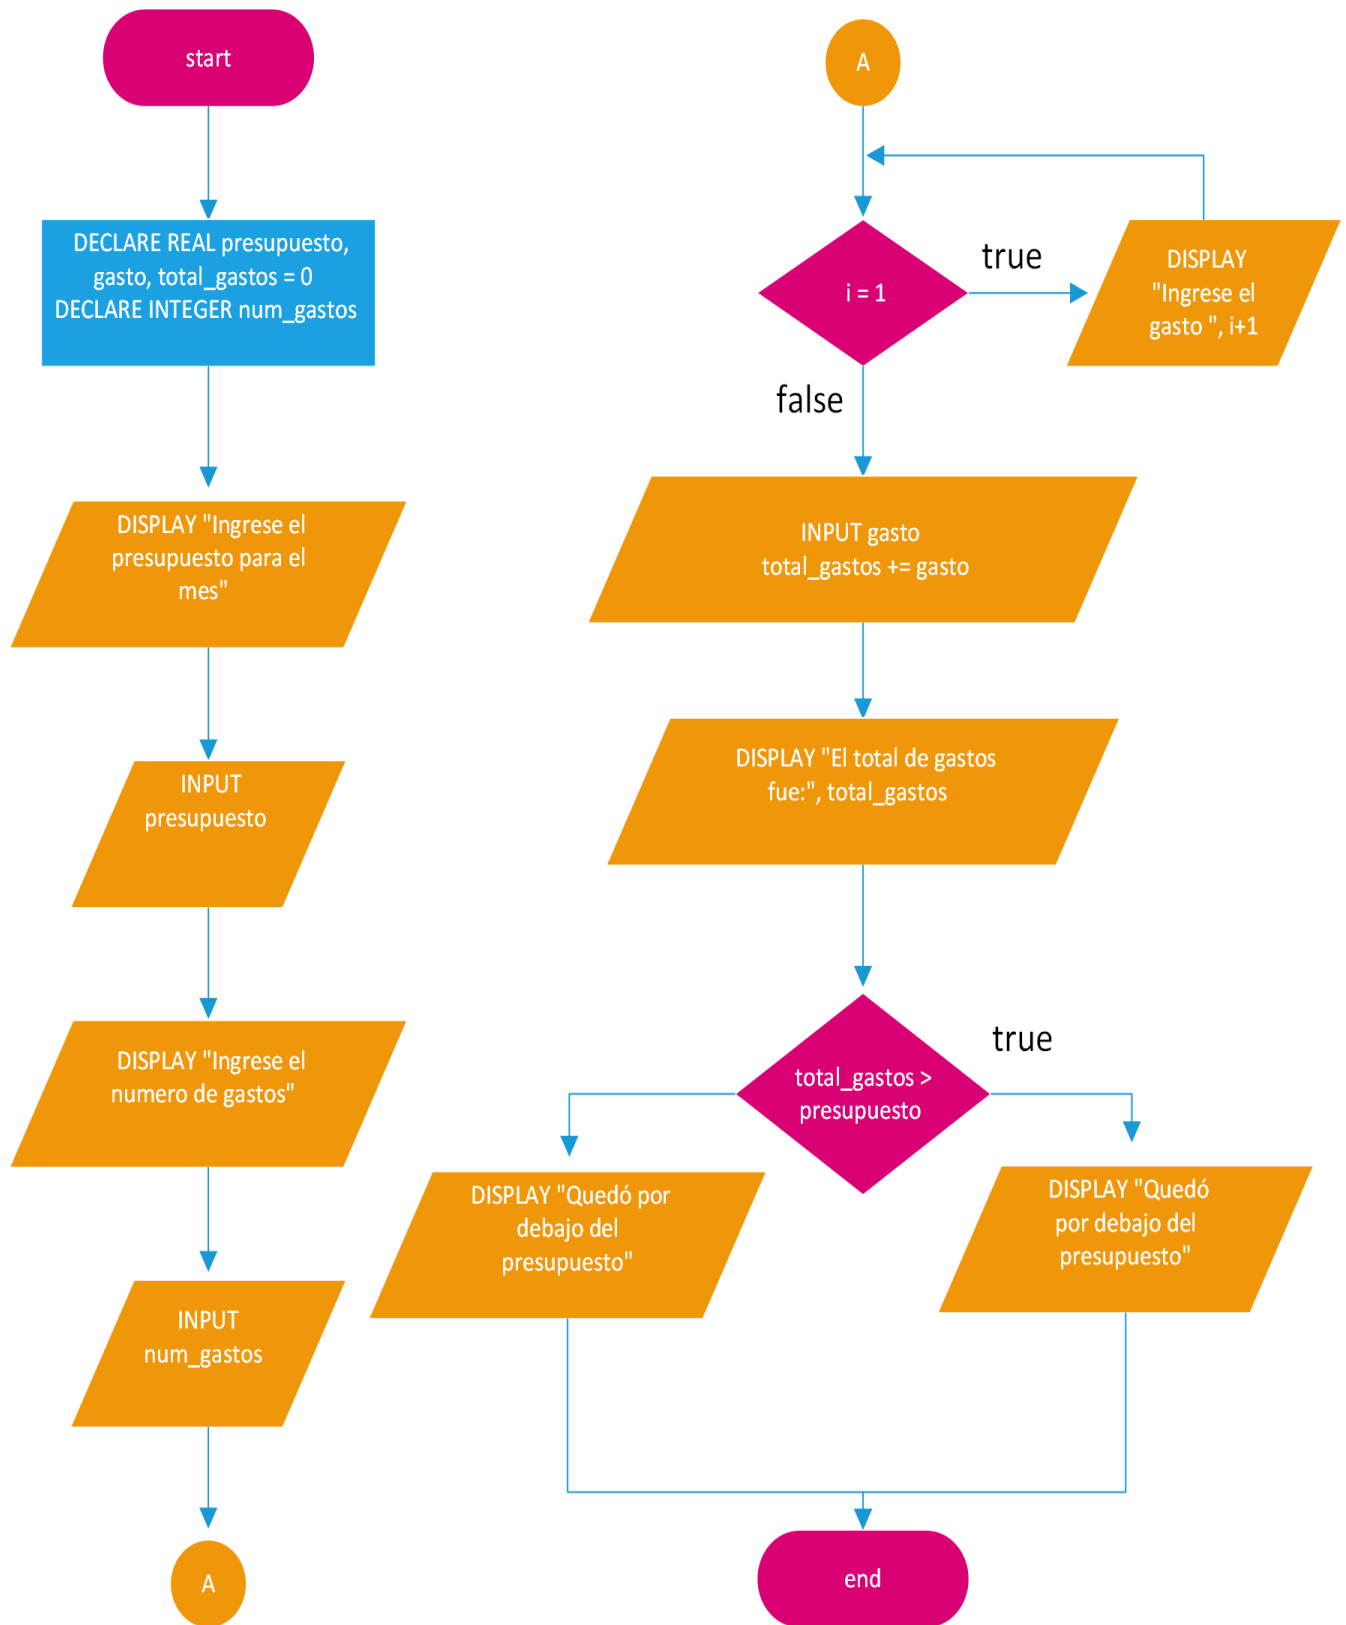 start
DECLARE REAL presupuesto,
gasto, total_gastos = 0
DECLARE INTEGER num_gastos
DISPLAY "Ingrese el
presupuesto para el
mes"
INPUT
presupuesto
DISPLAY "Ingrese el
numero de gastos"
INPUT
num_gastos
A
A
i = 1
true
DISPLAY
"Ingrese el
gasto ", i+1
false
INPUT gasto
total_gastos += gasto
DISPLAY "El total de gastos
fue:", total_gastos
total_gastos >
presupuesto
true
DISPLAY "Quedó por
debajo del
presupuesto"
DISPLAY "Quedó
por debajo del
presupuesto"
end